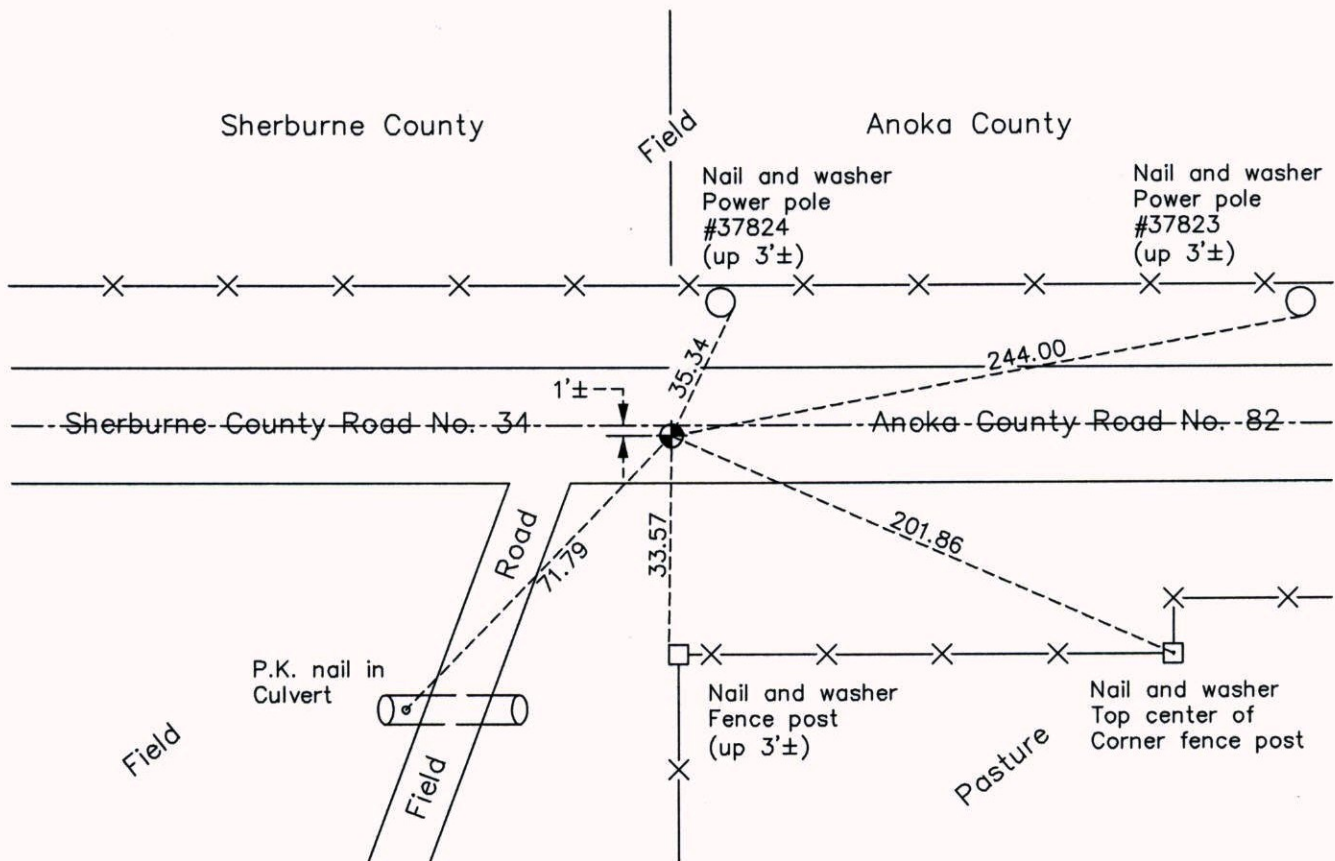 Sherburne County
Field
Anoka County
Nail and washer
Power pole
#37824
(up 3'±)
Nail and washer
Power pole
#37823
(up 3'±)
35.34
244.00
1'±
Sherburne County Road No. 34
Anoka County Road No. 82
33.57
201.86
Road
71.79
P.K. nail in
Culvert
Nail and washer
Fence post
(up 3'±)
Nail and washer
Top center of
Corner fence post
Field
Field
Pasture